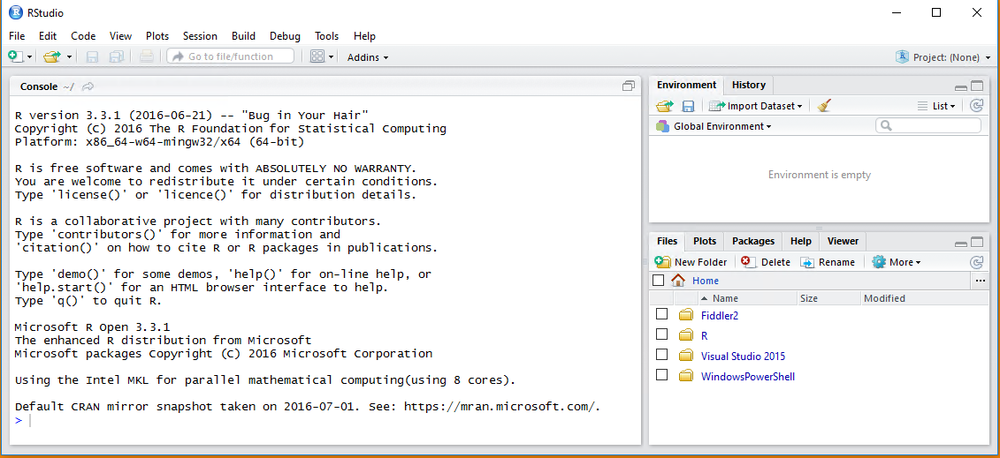 RStudio
File Edit Code View Plots Session Build Debug Tools Help
Go to file/function Addins Project: (None)
Console ~/
R version 3.3.1 (2016-06-21) -- "Bug in Your Hair"
Copyright (C) 2016 The R Foundation for Statistical Computing
Platform: x86_64-w64-mingw32/x64 (64-bit)
R is free software and comes with ABSOLUTELY NO WARRANTY.
You are welcome to redistribute it under certain conditions.
Type 'license()' or 'licence()' for distribution details.
R is a collaborative project with many contributors.
Type 'contributors()' for more information and
'citation()' on how to cite R or R packages in publications.
Type 'demo()' for some demos, 'help()' for on-line help, or
'help.start()' for an HTML browser interface to help.
Type 'q()' to quit R.
Microsoft R Open 3.3.1
The enhanced R distribution from Microsoft
Microsoft packages Copyright (C) 2016 Microsoft Corporation
Using the Intel MKL for parallel mathematical computing(using 8 cores).
Default CRAN mirror snapshot taken on 2016-07-01. See: https://mran.microsoft.com/.
>
Environment History
Import Dataset List
Global Environment
Environment is empty
Files Plots Packages Help Viewer
New Folder Delete Rename More
Home ...
Name Size Modified
Fiddler2
R
Visual Studio 2015
WindowsPowerShell